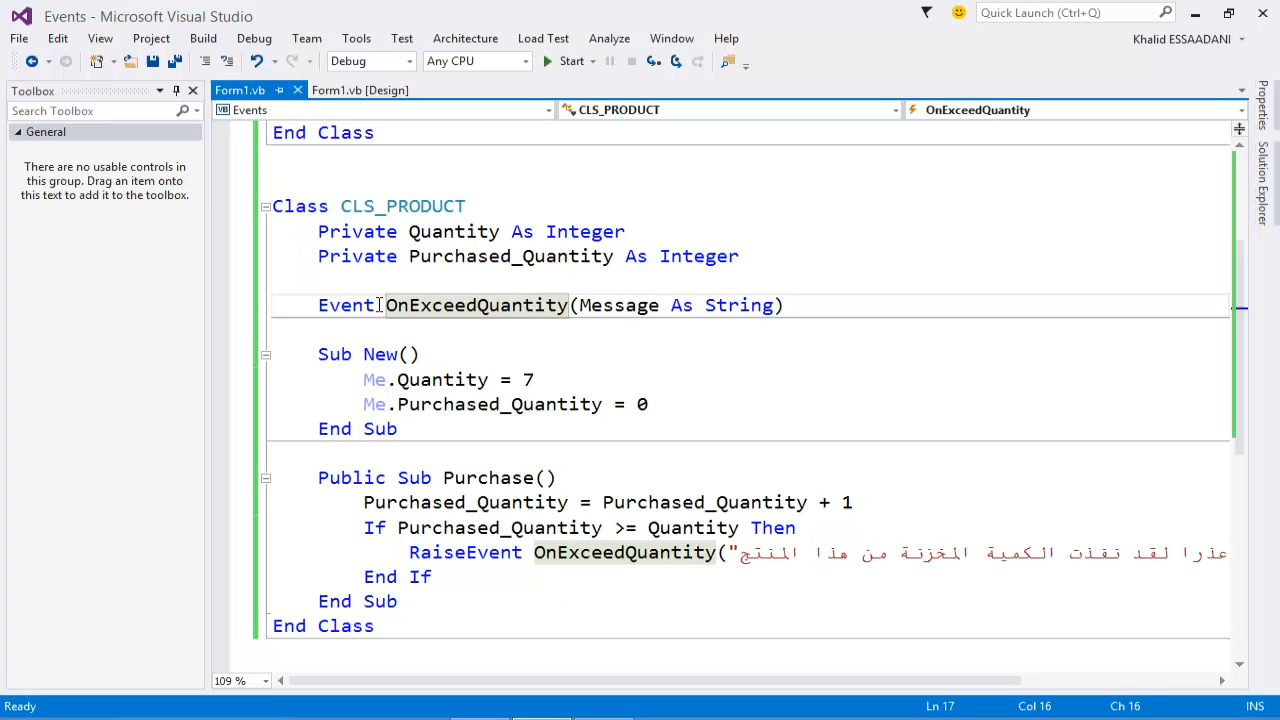 Events - Microsoft Visual Studio
Quick Launch (Ctrl+Q)
File Edit View Project Build Debug Team Tools Test Architecture Load Test Analyze Window Help
Khalid ESSAADANI
Debug Any CPU Start
Toolbox
Form1.vb Form1.vb [Design]
Search Toolbox
VB Events CLS_PRODUCT OnExceedQuantity
General
There are no usable controls in
this group. Drag an item onto
this text to add it to the toolbox.
End Class
Class CLS_PRODUCT
Private Quantity As Integer
Private Purchased_Quantity As Integer
Event OnExceedQuantity(Message As String)
Sub New()
Me.Quantity = 7
Me.Purchased_Quantity = 0
End Sub
Public Sub Purchase()
Purchased_Quantity = Purchased_Quantity + 1
If Purchased_Quantity >= Quantity Then
RaiseEvent OnExceedQuantity("عذرا لقد نفذت الكمية المخزنة من هذا المنتج
End If
End Sub
End Class
Properties
Solution Explorer
109 %
Ready Ln 17 Col 16 Ch 16 INS